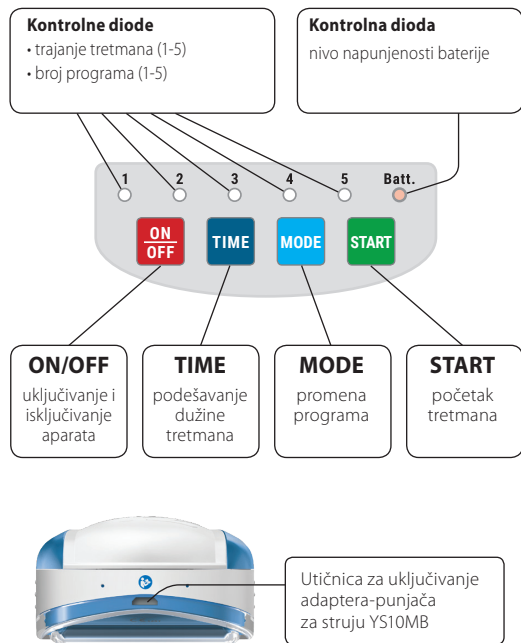 Kontrolne diode
• trajanje tretmana (1-5)
• broj programa (1-5)
Kontrolna dioda
nivo napunjenosti baterije
1 2 3 4 5 Batt.
ON
OFF
TIME
MODE
START
ON/OFF
uključivanje i
isključivanje
aparata
TIME
podešavanje
dužine
tretmana
MODE
promena
programa
START
početak
tretmana
Utičnica za uključivanje
adaptera-punjača
za struju YS10MB